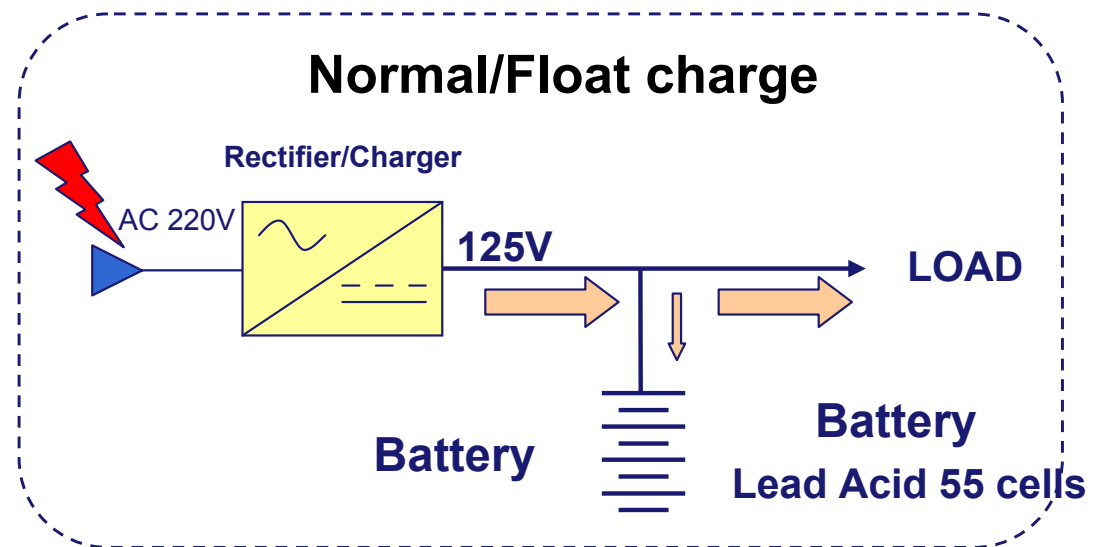 Normal/Float charge
Rectifier/Charger
AC 220V
125V
LOAD
Battery
Battery
Lead Acid 55 cells